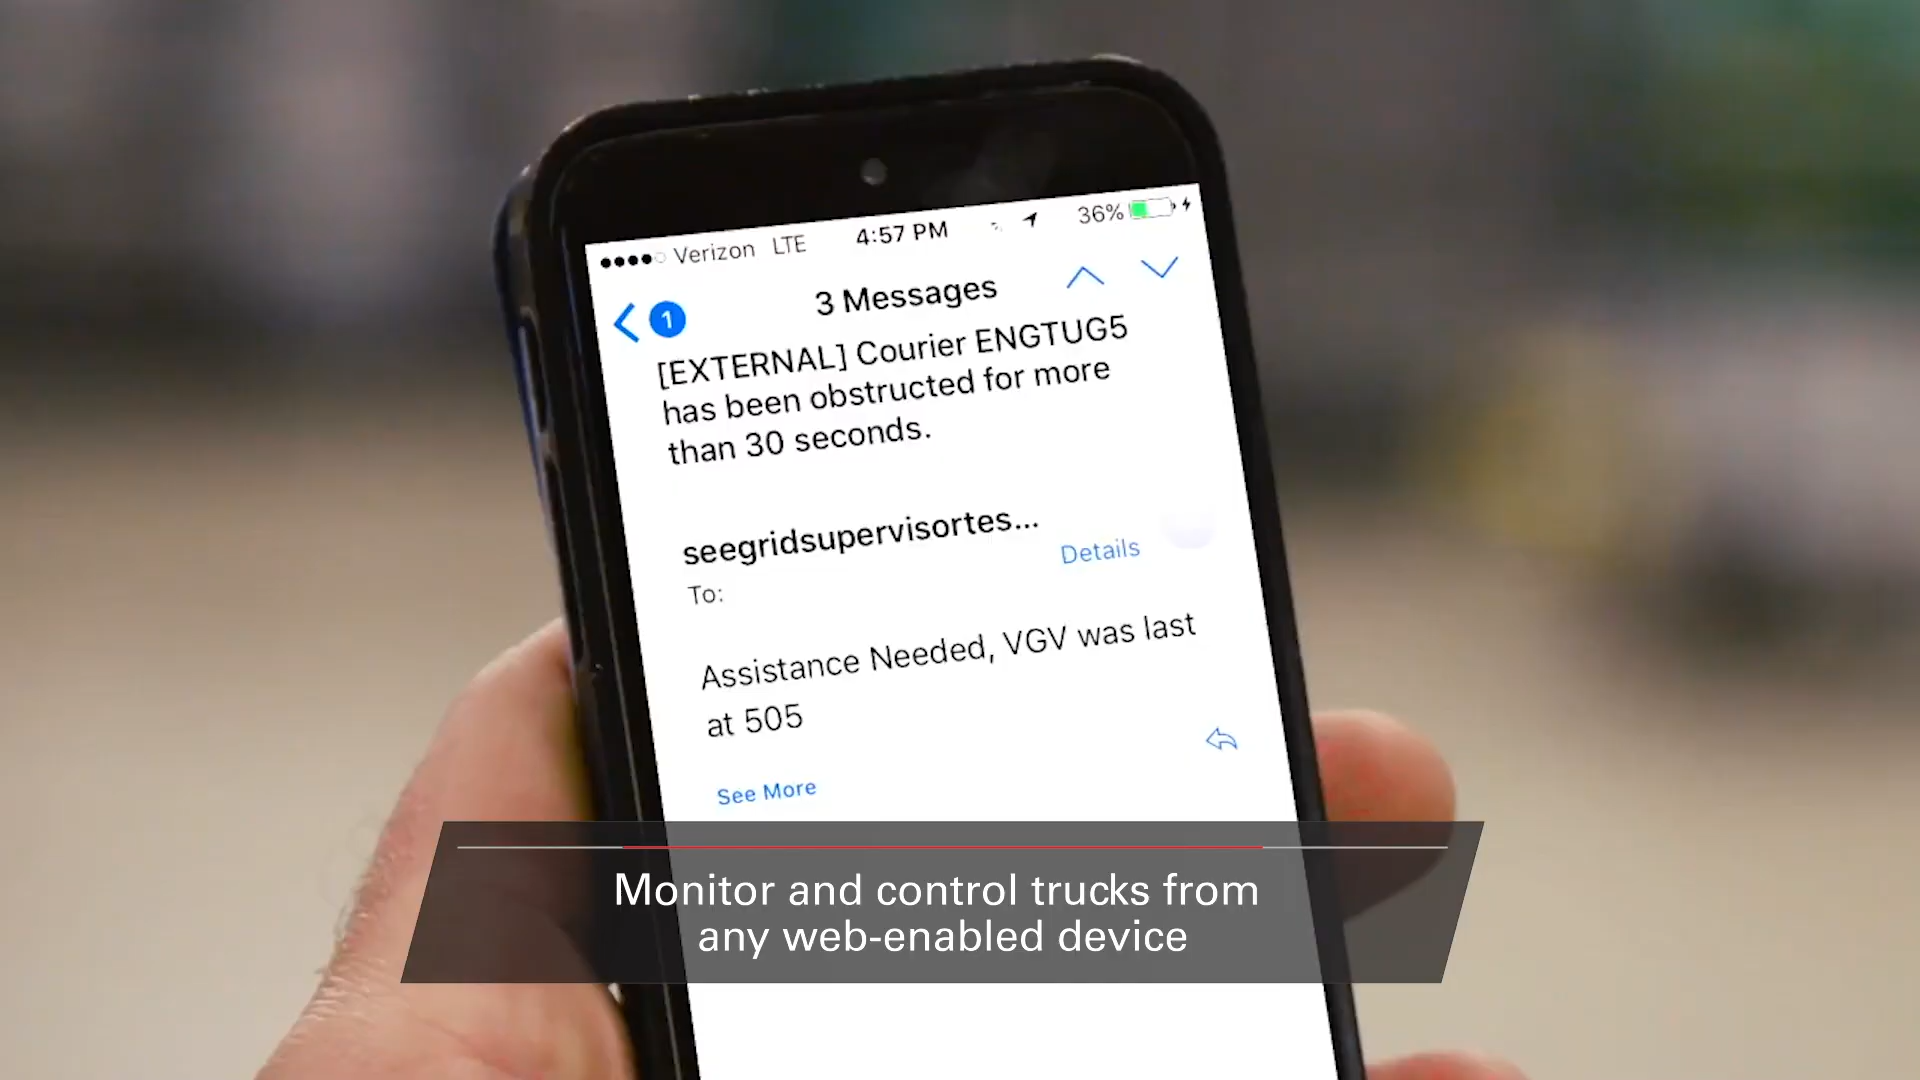 Verizon LTE 4:57 PM 36%
1 3 Messages
[EXTERNAL] Courier ENGTUG5
has been obstructed for more
than 30 seconds.
seegridsupervisortes...
Details
To:
Assistance Needed, VGV was last
at 505
See More
Monitor and control trucks from
any web-enabled device